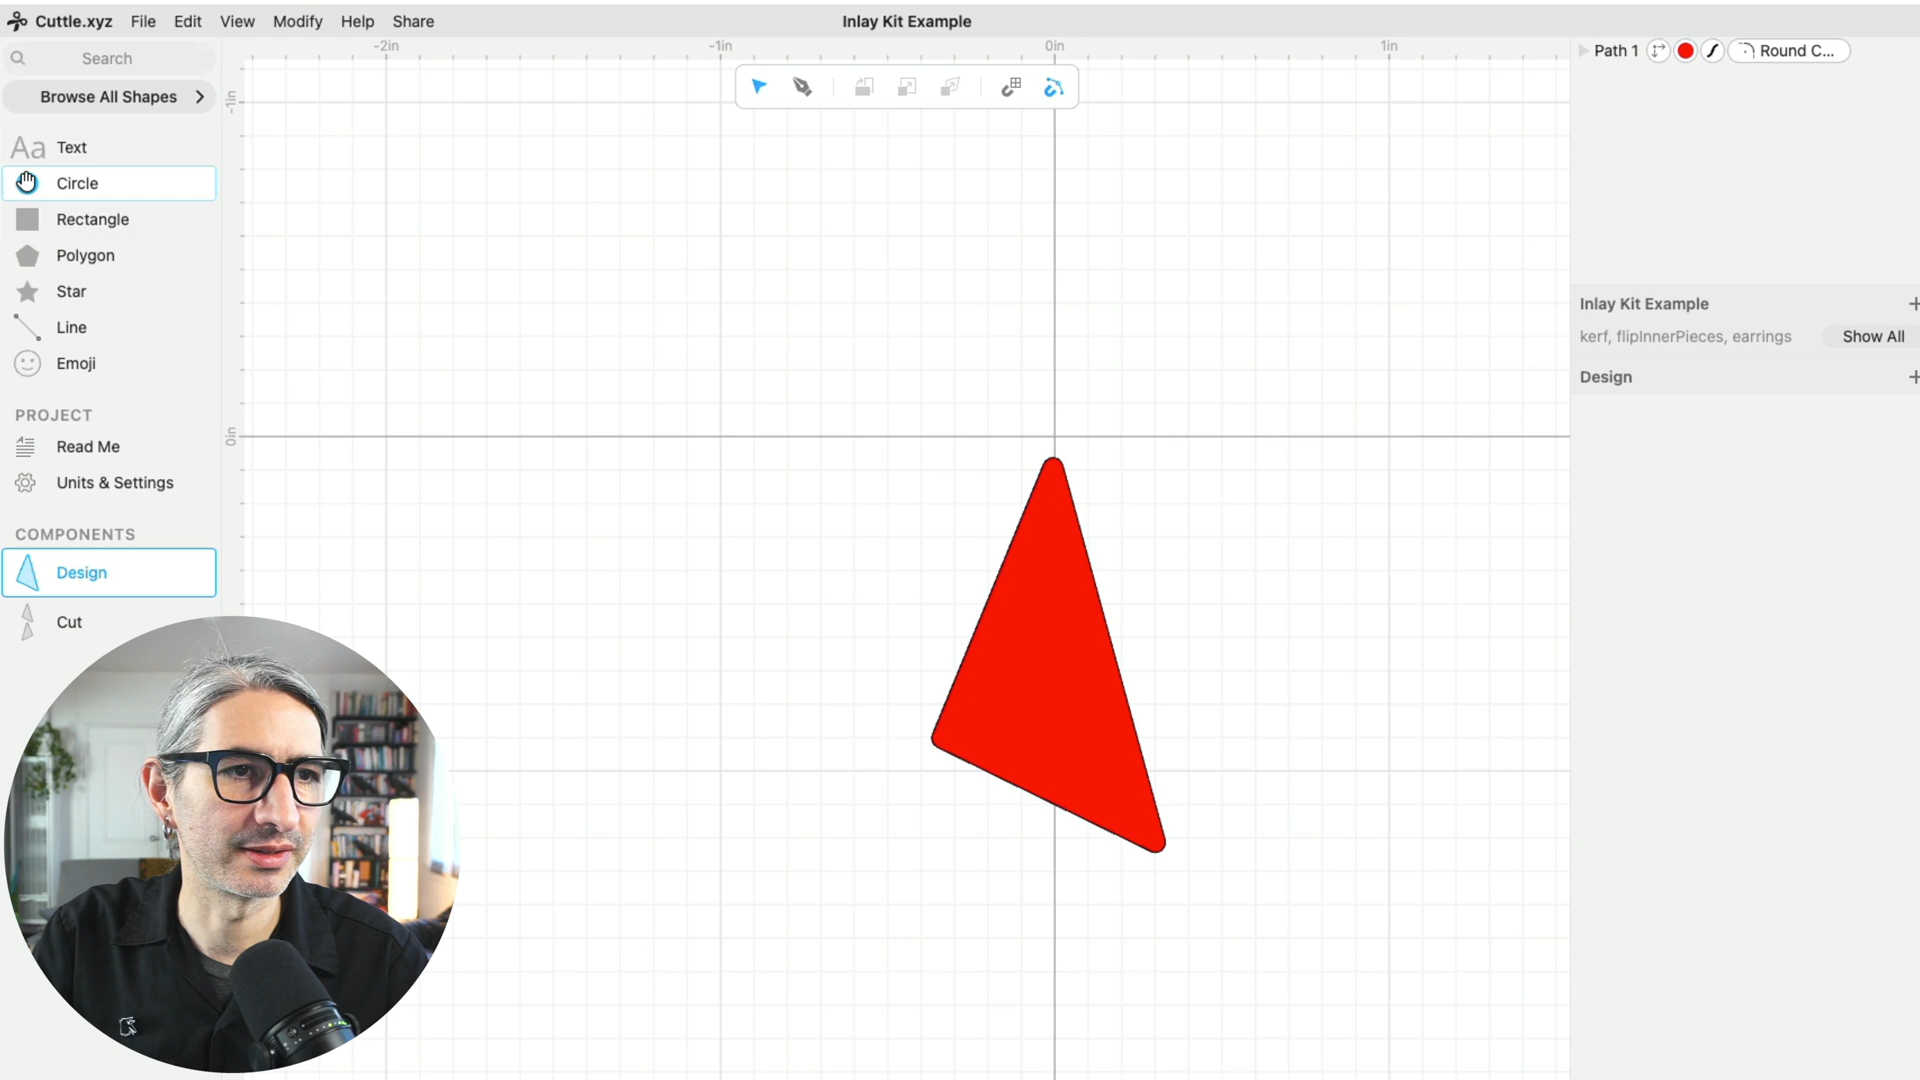 Cuttle.xyz File Edit View Modify Help Share
Inlay Kit Example
Search
Browse All Shapes
Aa Text
Circle
Rectangle
Polygon
Star
Line
Emoji
PROJECT
Read Me
Units & Settings
COMPONENTS
Design
Cut
-2in -1in 0in 1in
-1in
0in
Path 1 Round C...
Inlay Kit Example
kerf, flipInnerPieces, earrings Show All
Design